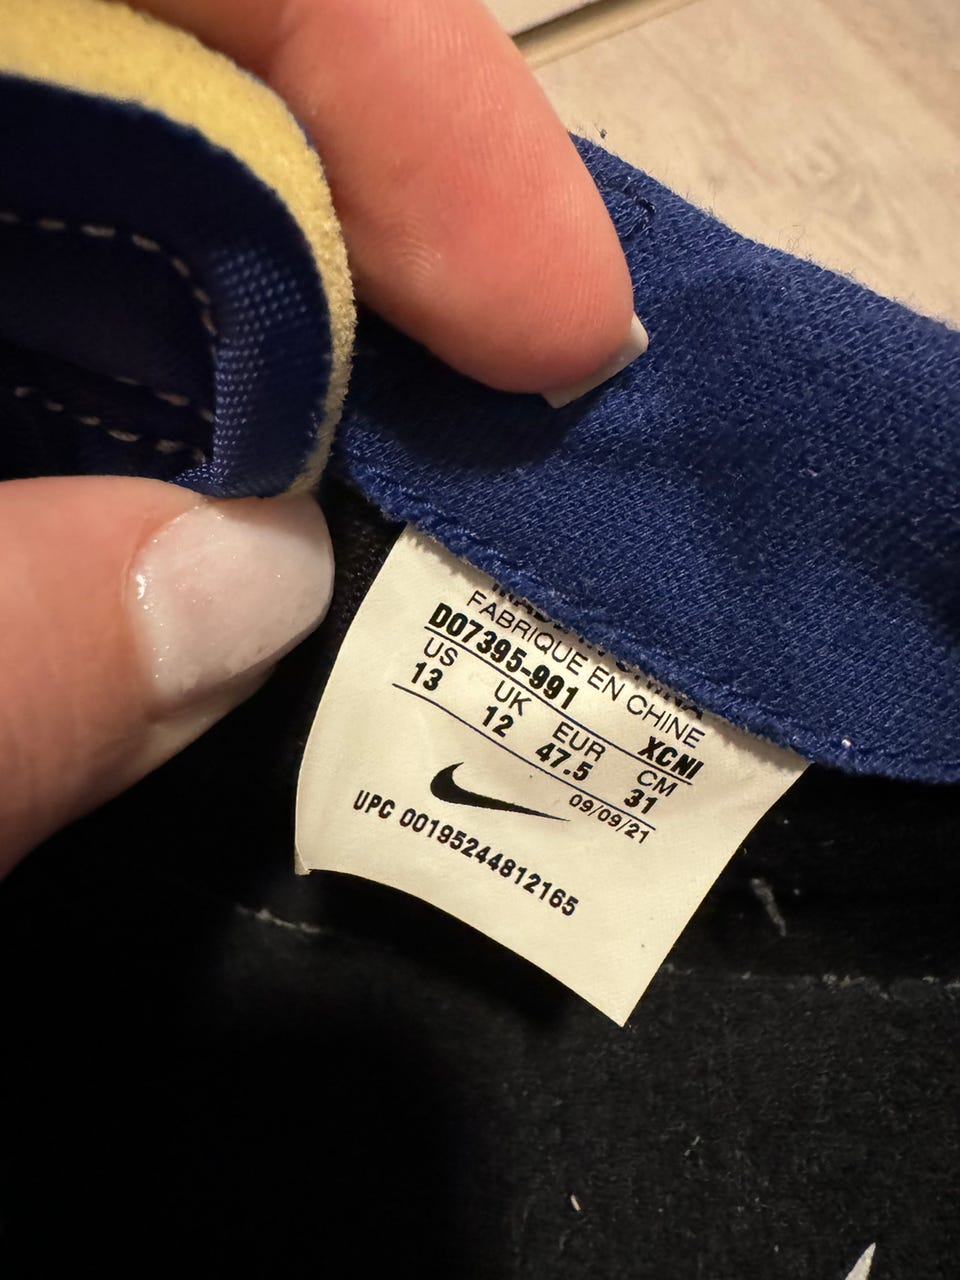 FABRIQUE EN CHINE
DO7395-991 XCNI
US UK EUR CM
13 12 47.5 31
09/09/21
UPC 00195244812165